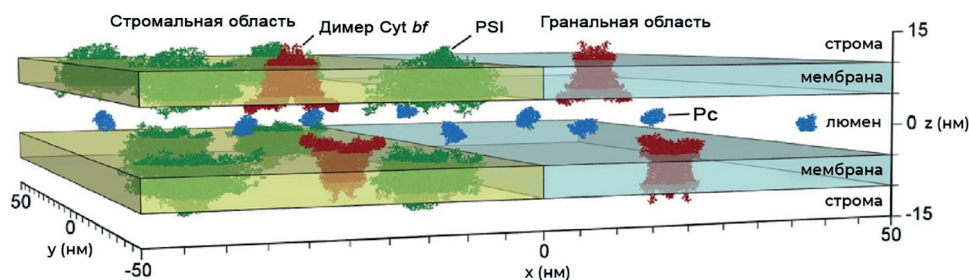 Стромальная область
Димер Cyt bf
PSI
Гранальная область
15
строма
мембрана
Pc
люмен
0 z (нм)
мембрана
строма
-15
50
0
y (нм)
-50
0
x (нм)
50